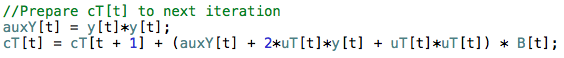 //Prepare cT[t] to next iteration
auxY[t] = y[t]*y[t];
cT[t] = cT[t + 1] + (auxY[t] + 2*uT[t]*y[t] + uT[t]*uT[t]) * B[t];